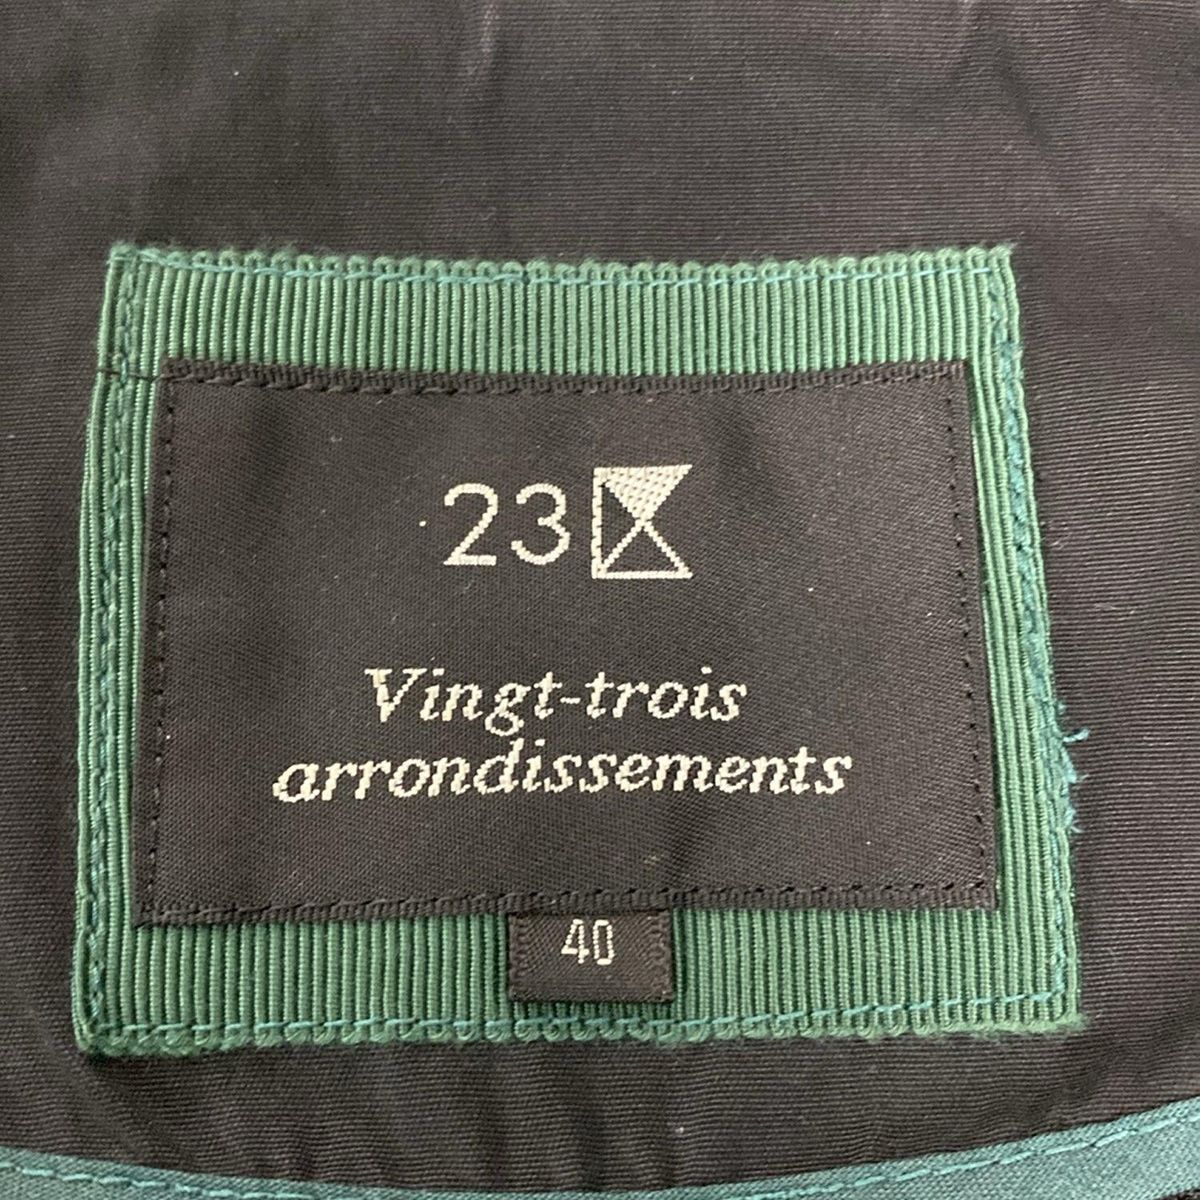 23
Vingt-trois
arrondissements
40